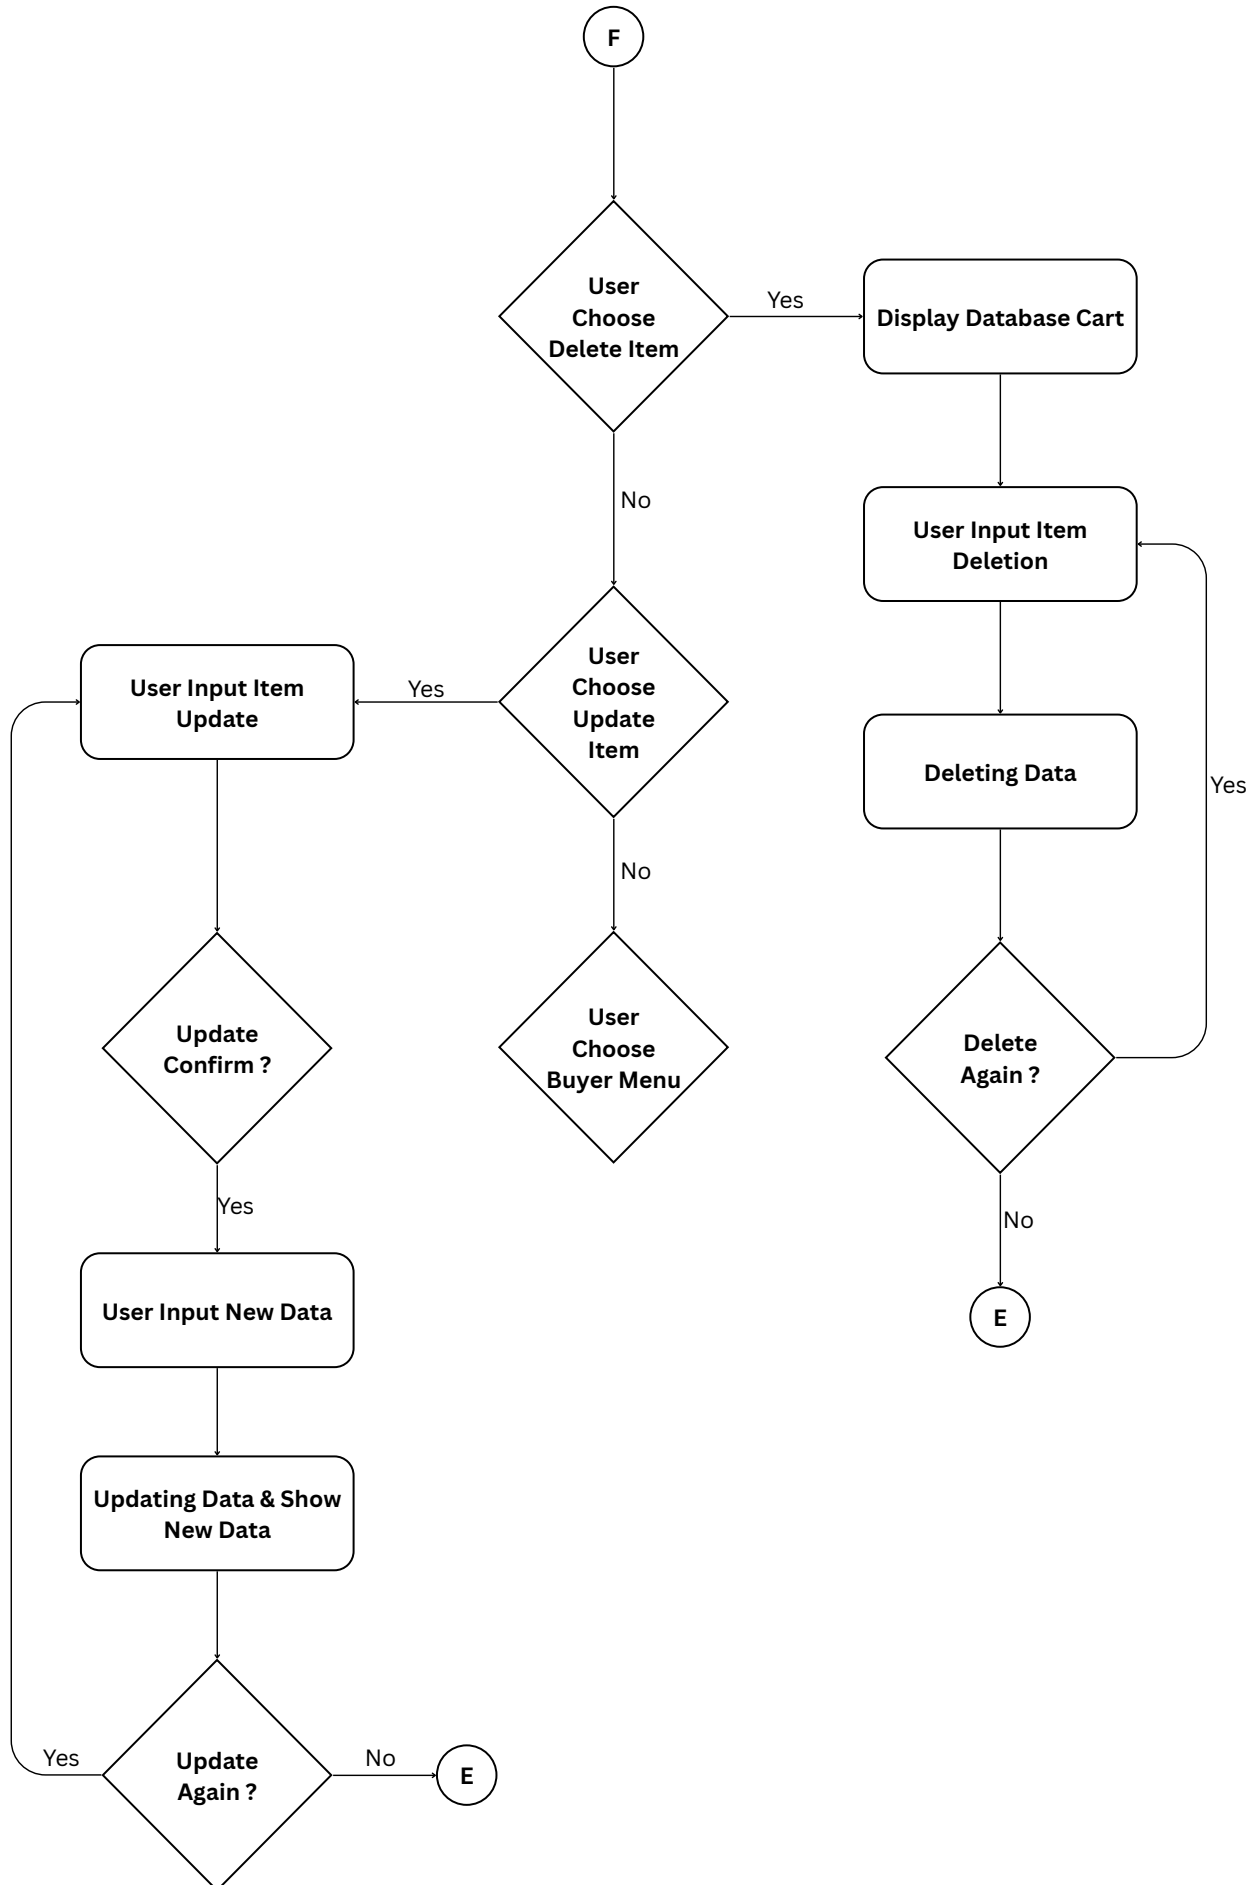 F
User
Choose
Delete Item
Yes
Display Database Cart
No
User Input Item
Deletion
User Input Item
Update
Yes
User
Choose
Update
Item
Deleting Data
Yes
No
Update
Confirm ?
User
Choose
Buyer Menu
Delete
Again ?
Yes
No
User Input New Data
E
Updating Data & Show
New Data
Yes
Update
Again ?
No
E